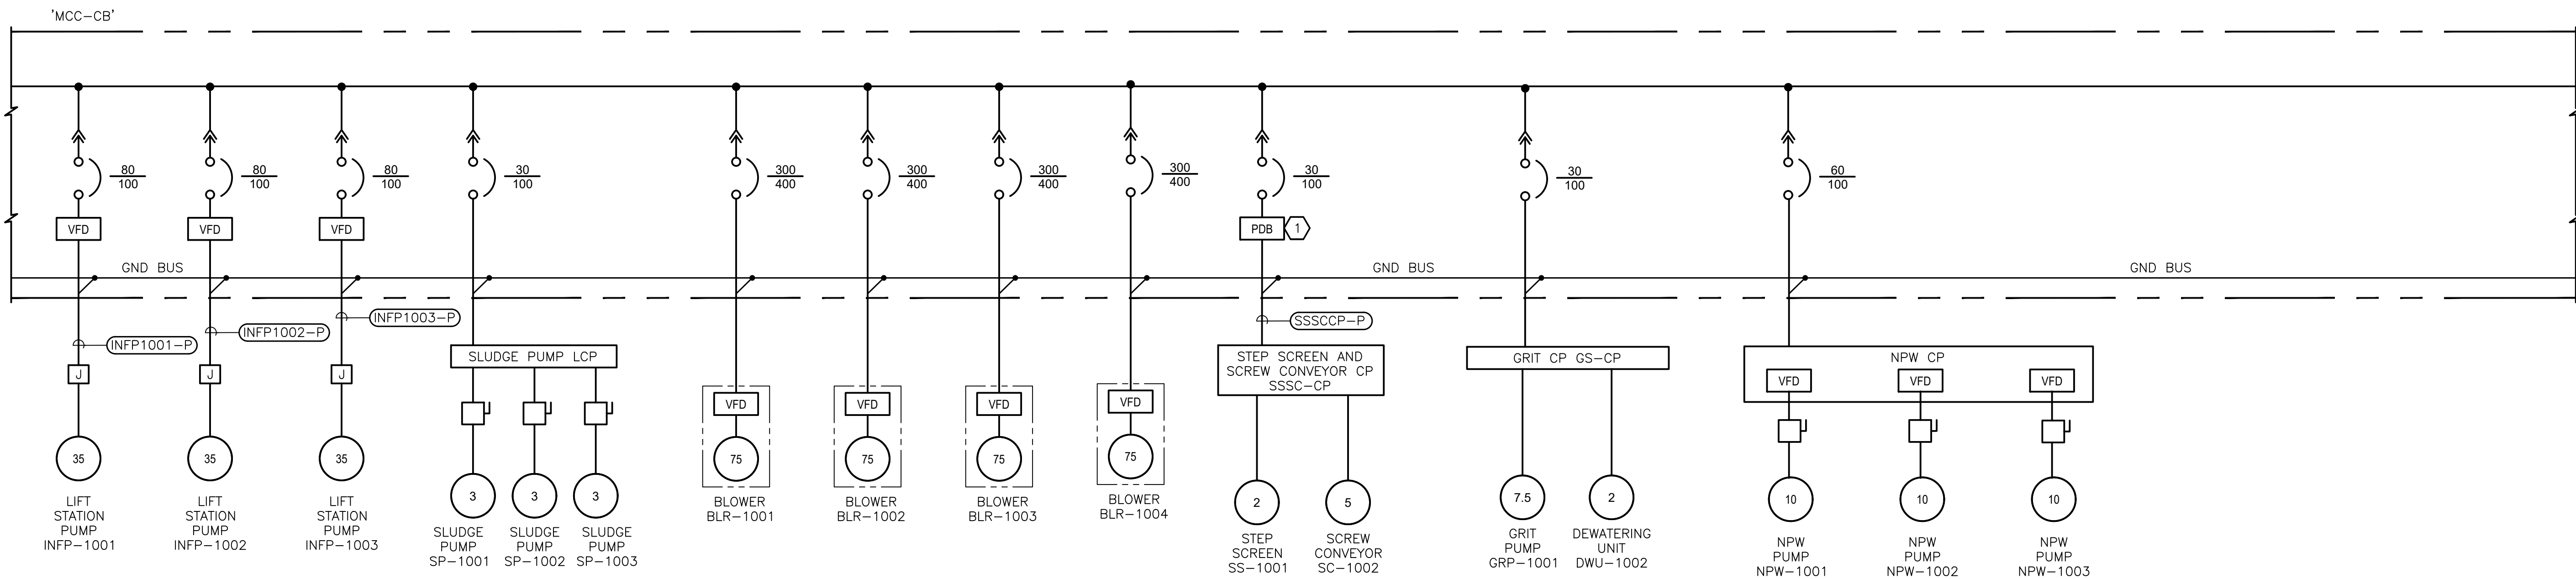 'MCC-CB'
80
100
80
100
80
100
30
100
300
400
300
400
300
400
300
400
30
100
30
100
60
100
VFD
VFD
VFD
PDB
1
GND BUS
GND BUS
GND BUS
INFP1001-P
INFP1002-P
INFP1003-P
SSSCCP-P
J
J
J
SLUDGE PUMP LCP
STEP SCREEN AND
SCREW CONVEYOR CP
SSSC-CP
GRIT CP GS-CP
NPW CP
VFD
VFD
VFD
VFD
VFD
VFD
VFD
35
35
35
3
3
3
75
75
75
75
2
5
7.5
2
10
10
10
LIFT
STATION
PUMP
INFP-1001
LIFT
STATION
PUMP
INFP-1002
LIFT
STATION
PUMP
INFP-1003
SLUDGE
PUMP
SP-1001
SLUDGE
PUMP
SP-1002
SLUDGE
PUMP
SP-1003
BLOWER
BLR-1001
BLOWER
BLR-1002
BLOWER
BLR-1003
BLOWER
BLR-1004
STEP
SCREEN
SS-1001
SCREW
CONVEYOR
SC-1002
GRIT
PUMP
GRP-1001
DEWATERING
UNIT
DWU-1002
NPW
PUMP
NPW-1001
NPW
PUMP
NPW-1002
NPW
PUMP
NPW-1003